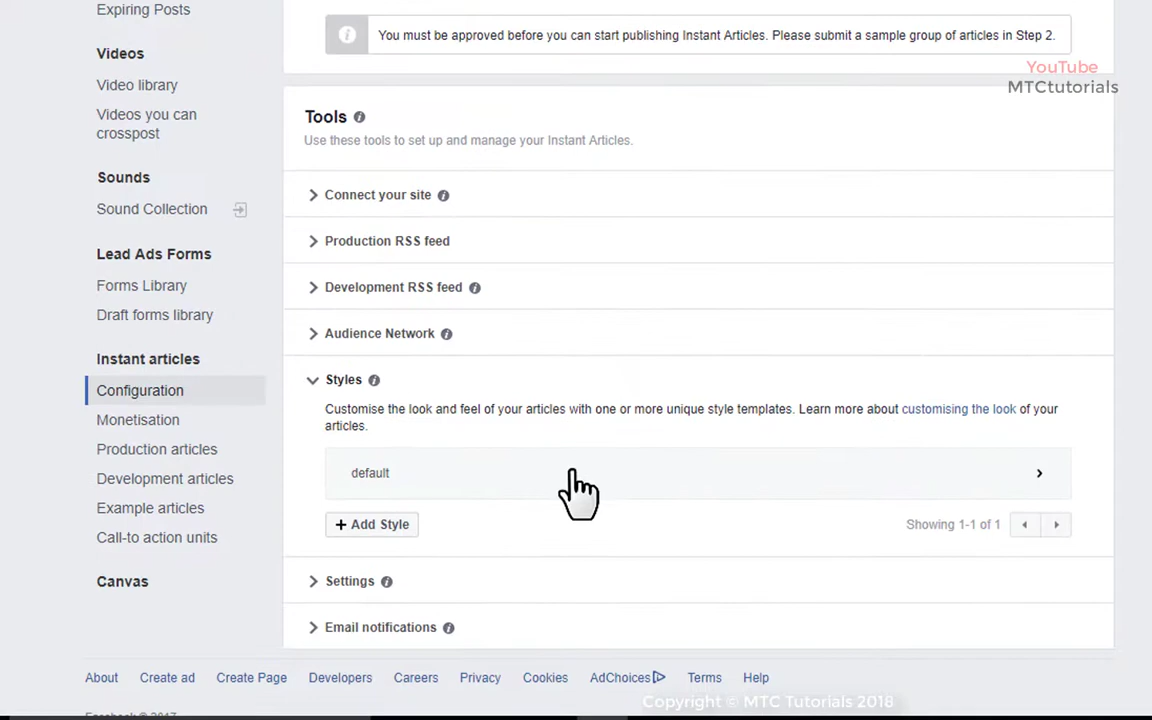 Expiring Posts
Videos
Video library
Videos you can
crosspost
Sounds
Sound Collection
Lead Ads Forms
Forms Library
Draft forms library
Instant articles
Configuration
Monetisation
Production articles
Development articles
Example articles
Call-to action units
Canvas
You must be approved before you can start publishing Instant Articles. Please submit a sample group of articles in Step 2.
YouTube
MTCtutorials
Tools
Use these tools to set up and manage your Instant Articles.
Connect your site
Production RSS feed
Development RSS feed
Audience Network
Styles
Customise the look and feel of your articles with one or more unique style templates. Learn more about customising the look of your
articles.
default
+ Add Style
Showing 1-1 of 1
Settings
Email notifications
About Create ad Create Page Developers Careers Privacy Cookies AdChoices Terms Help
Copyright © MTC Tutorials 2018